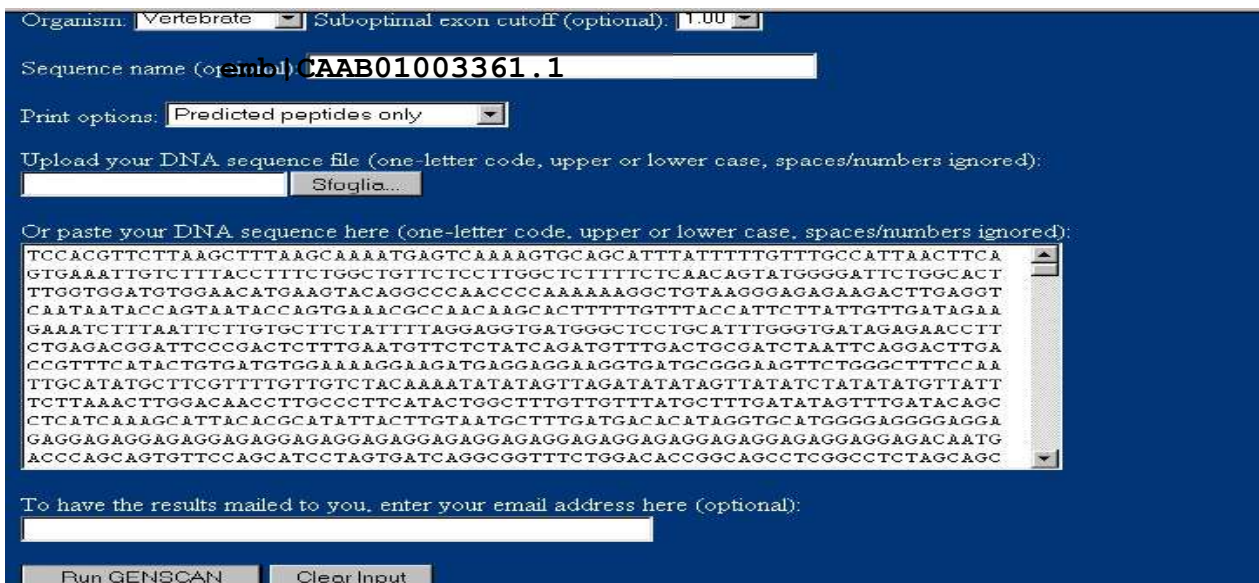 Organism: Vertebrate Suboptimal exon cutoff (optional): 1.00
Sequence name (optional): emb|CAAB01003361.1
Print options: Predicted peptides only
Upload your DNA sequence file (one-letter code, upper or lower case, spaces/numbers ignored):
Sfoglia...
Or paste your DNA sequence here (one-letter code, upper or lower case, spaces/numbers ignored):
TCCACGTTCTTAAGCTTTAAGCAAAATGAGTCAAAAGTGCAGCATTTATTTTTGTTTGCCATTAACTTCA
GTGAAATTGTCTTTACCTTTCTGGCTGTTCTCCTTGGCTCTTTTCTCAACAGTATGGGGATTCTGGCACT
TTGGTGGATGTGGAACATGAAGTACAGGCCCAACCCCAAAAAAGGCTGTAAGGGAGAGAAGACTTGAGGT
CAATAATACCAGTAATACCAGTGAAACGCCAACAAGCACTTTTTGTTTACCATTCTTATTGTTGATAGAA
GAAATCTTTAATTCTTGTGCTTCTATTTTAGGAGGTGATGGGCTCCTGCATTTGGGTGATAGAGAACCTT
CTGAGACGGATTCCCGACTCTTTGAATGTTCTCTATCAGATGTTTGACTGCGATCTAATTCAGGACTTGA
CCGTTTCATACTGTGATGTGGAAAAGGAAGATGAGGAGGAAGGTGATGCGGGAAGTTCTGGGCTTTCCAA
TTGCATATGCTTCGTTTTGTTGTCTACAAAATATATAGTTAGATATATAGTTATATCTATATATGTTATT
TCTTAAACTTGGACAACCTTGCCCTTCATACTGGCTTTGTTGTTTATGCTTTGATATAGTTTGATACAGC
CTCATCAAAGCATTACACGCATATTACTTGTAATGCTTTGATGACACATAGGTGCATGGGGAGGGGAGGA
GAGGAGAGGAGAGGAGAGGAGAGGAGAGGAGAGGAGAGGAGAGGAGAGGAGAGGAGAGGAGGAGACAATG
ACCCAGCAGTGTTCCAGCATCCTAGTGATCAGGCGGTTTCTGGACACCGGCAGCCTCGGCCTCTAGCAGC
To have the results mailed to you, enter your email address here (optional):
Run GENSCAN Clear Input